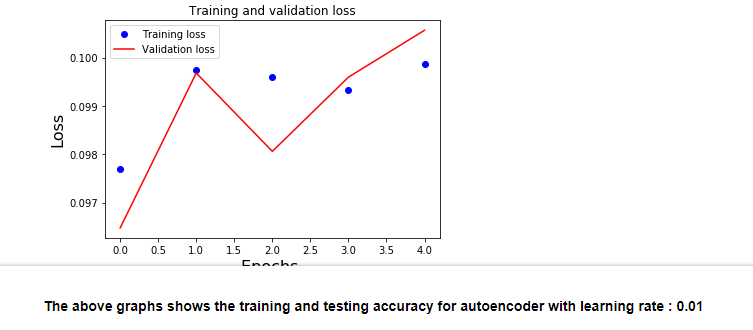 Training and validation loss
Training loss
Validation loss
0.100
0.099
0.098
0.097
Loss
0.0 0.5 1.0 1.5 2.0 2.5 3.0 3.5 4.0
Epochs
The above graphs shows the training and testing accuracy for autoencoder with learning rate : 0.01